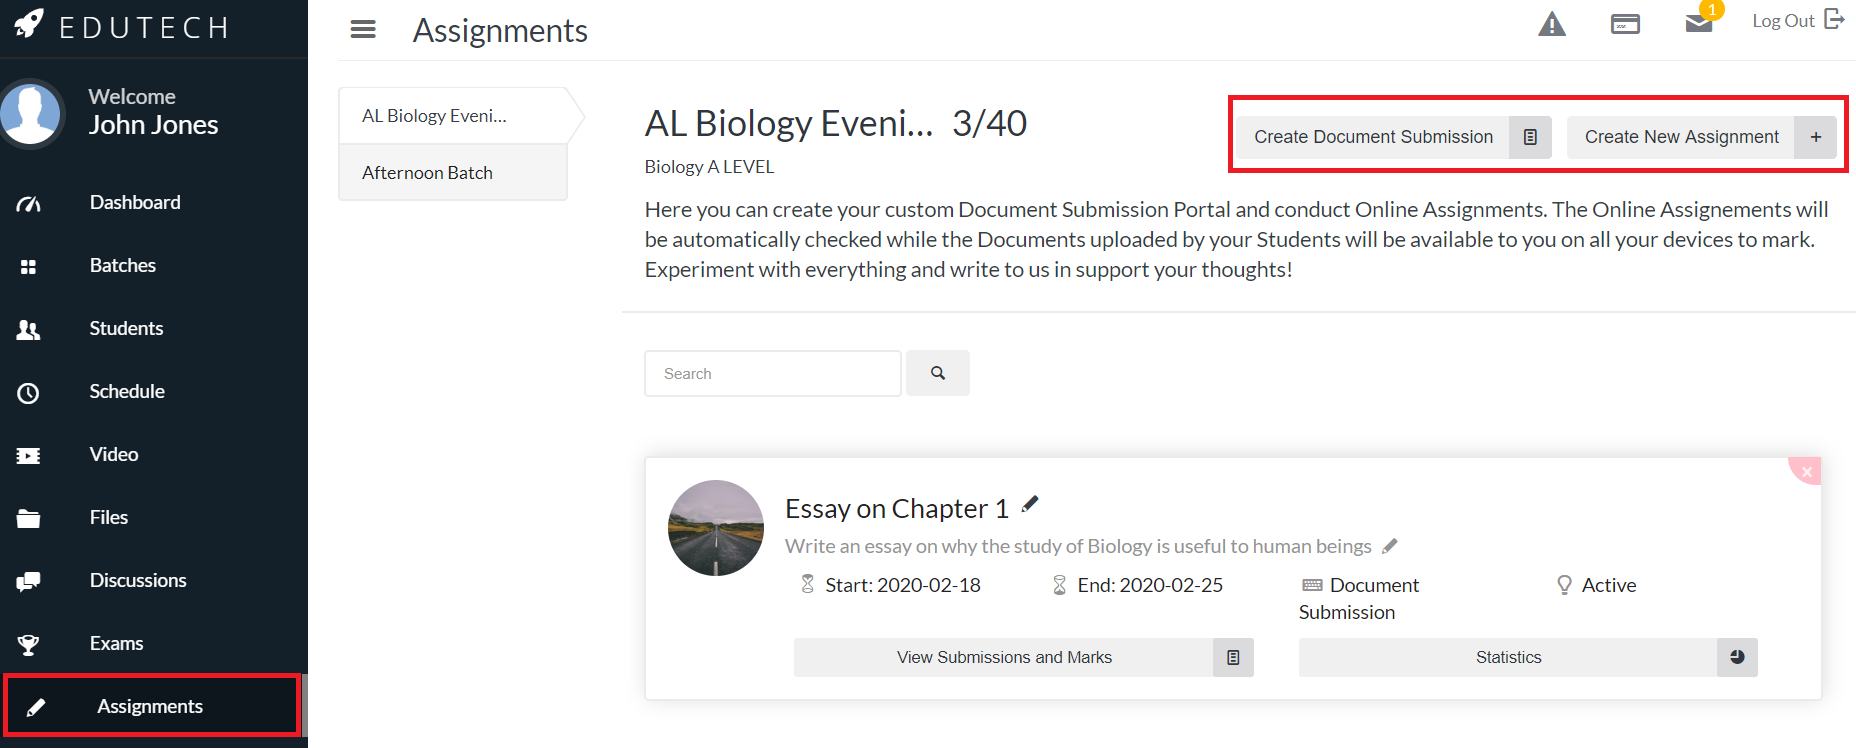 EDUTECH
Welcome
John Jones
Dashboard
Batches
Students
Schedule
Video
Files
Discussions
Exams
Assignments
Assignments
1
Log Out
AL Biology Eveni...
Afternoon Batch
AL Biology Eveni... 3/40
Biology A LEVEL
Create Document Submission
Create New Assignment +
Here you can create your custom Document Submission Portal and conduct Online Assignments. The Online Assignements will
be automatically checked while the Documents uploaded by your Students will be available to you on all your devices to mark.
Experiment with everything and write to us in support your thoughts!
Search
x
Essay on Chapter 1
Write an essay on why the study of Biology is useful to human beings
Start: 2020-02-18
End: 2020-02-25
Document
Submission
Active
View Submissions and Marks
Statistics